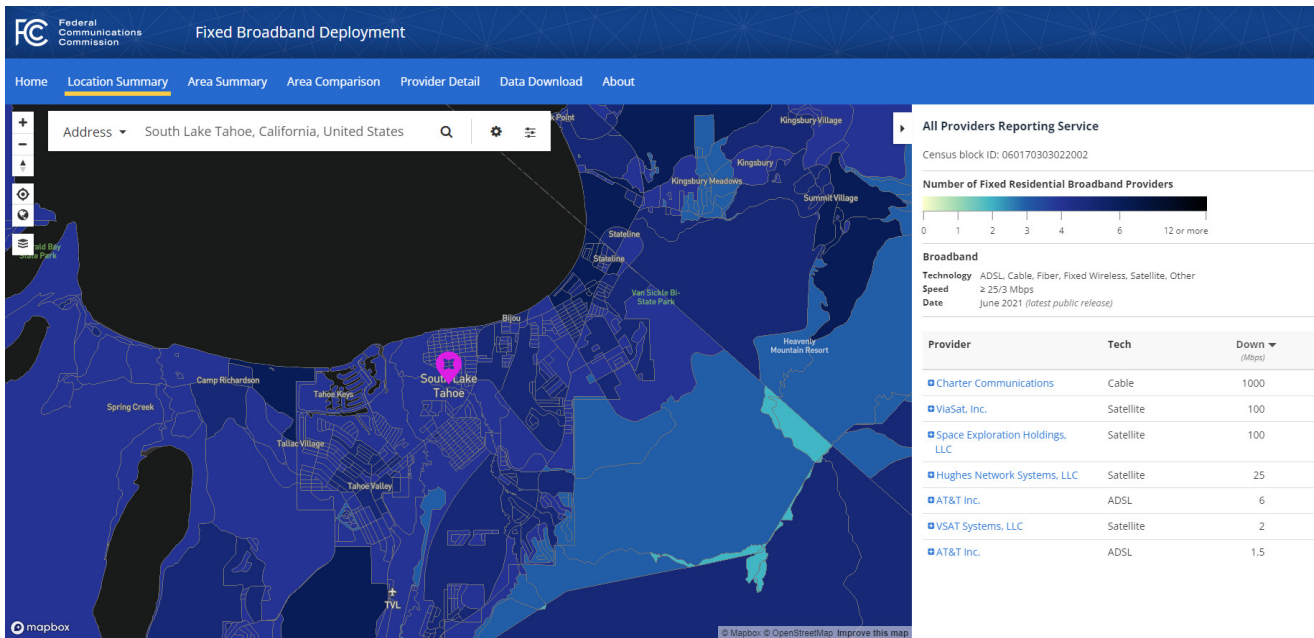 FCC
Federal
Communications
Commission
Fixed Broadband Deployment
Home Location Summary Area Summary Area Comparison Provider Detail Data Download About
Address South Lake Tahoe, California, United States
Point
Kingsbury Village
Kingsbury
Kingsbury Meadows
Summit Village
Stateline
Bay
State Park
Stateline
Van Sickle Bi-
State Park
Bijou
Heavenly
Mountain Resort
Camp Richardson
South Lake
Tahoe
Tahoe Keys
Spring Creek
Tallac Village
Tahoe Valley
TVL
mapbox
© Mapbox © OpenStreetMap Improve this map
All Providers Reporting Service
Census block ID: 060170303022002
Number of Fixed Residential Broadband Providers
0 1 2 3 4 6 12 or more
Broadband
Technology ADSL, Cable, Fiber, Fixed Wireless, Satellite, Other
Speed ≥ 25/3 Mbps
Date June 2021 (latest public release)
Provider Tech Down
(Mbps)
Charter Communications Cable 1000
ViaSat, Inc. Satellite 100
Space Exploration Holdings, Satellite 100
LLC
Hughes Network Systems, LLC Satellite 25
AT&T Inc. ADSL 6
VSAT Systems, LLC Satellite 2
AT&T Inc. ADSL 1.5